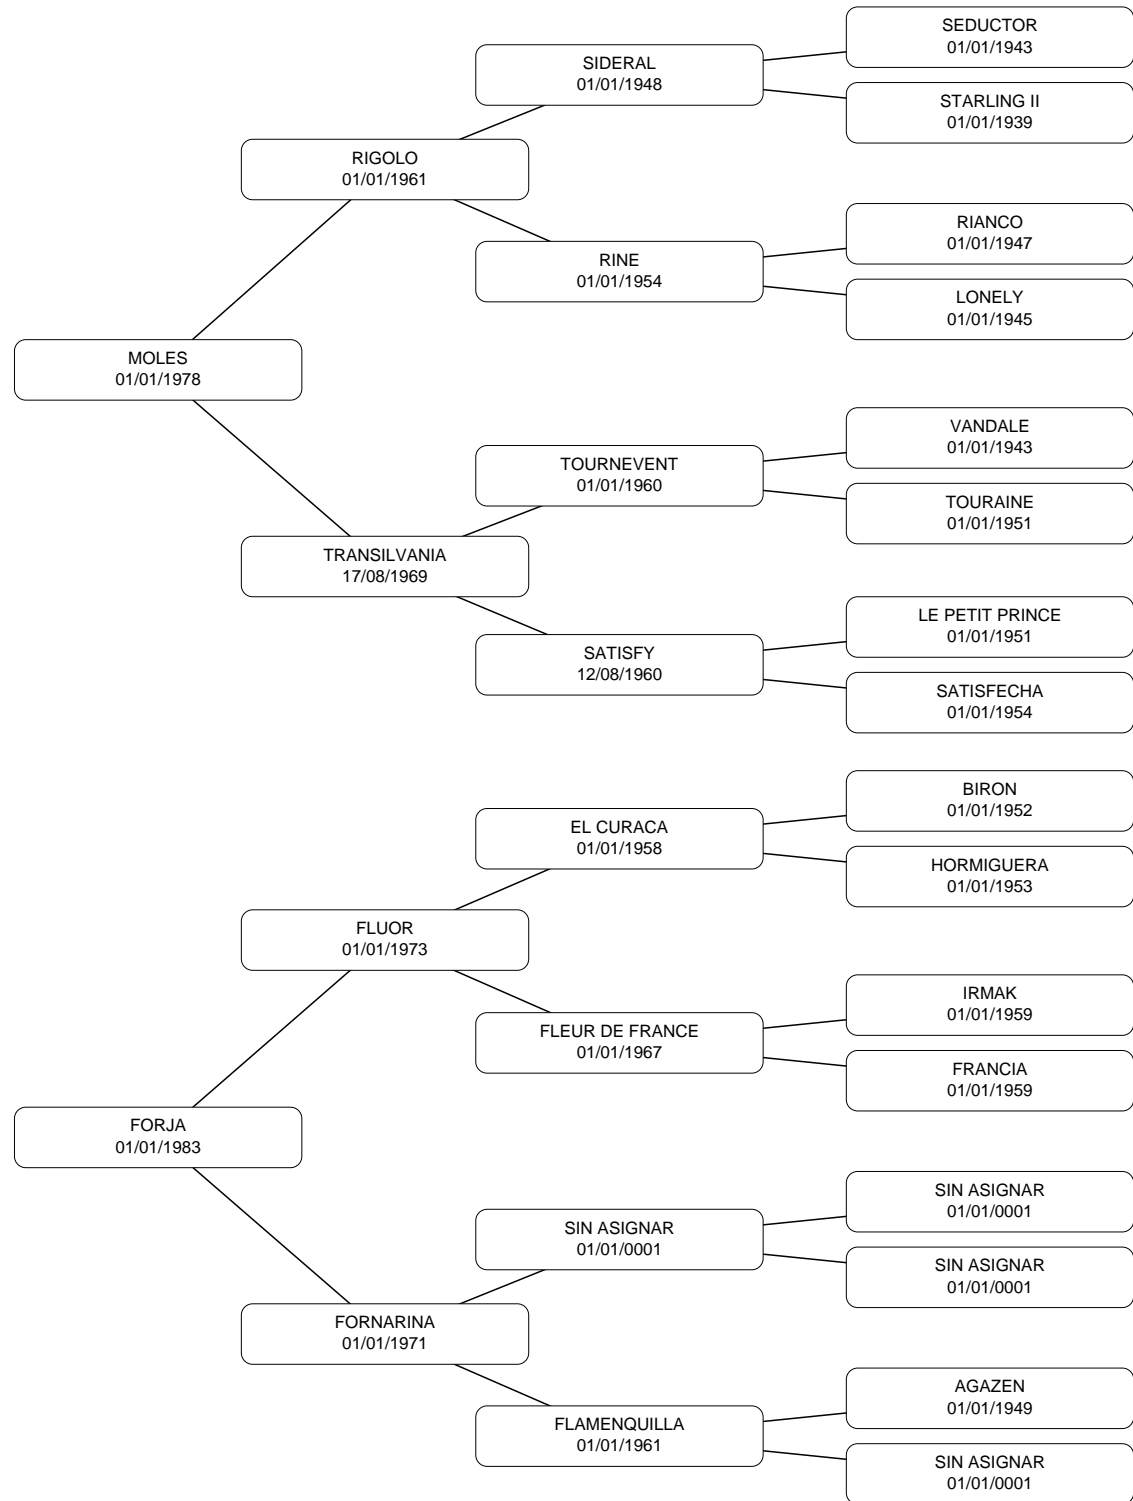 SEDUCTOR
01/01/1943
SIDERAL
01/01/1948
STARLING II
01/01/1939
RIGOLO
01/01/1961
RIANCO
01/01/1947
RINE
01/01/1954
LONELY
01/01/1945
MOLES
01/01/1978
VANDALE
01/01/1943
TOURNEVENT
01/01/1960
TOURAINE
01/01/1951
TRANSILVANIA
17/08/1969
LE PETIT PRINCE
01/01/1951
SATISFY
12/08/1960
SATISFECHA
01/01/1954
BIRON
01/01/1952
EL CURACA
01/01/1958
HORMIGUERA
01/01/1953
FLUOR
01/01/1973
IRMAK
01/01/1959
FLEUR DE FRANCE
01/01/1967
FRANCIA
01/01/1959
FORJA
01/01/1983
SIN ASIGNAR
01/01/0001
SIN ASIGNAR
01/01/0001
SIN ASIGNAR
01/01/0001
FORNARINA
01/01/1971
AGAZEN
01/01/1949
FLAMENQUILLA
01/01/1961
SIN ASIGNAR
01/01/0001